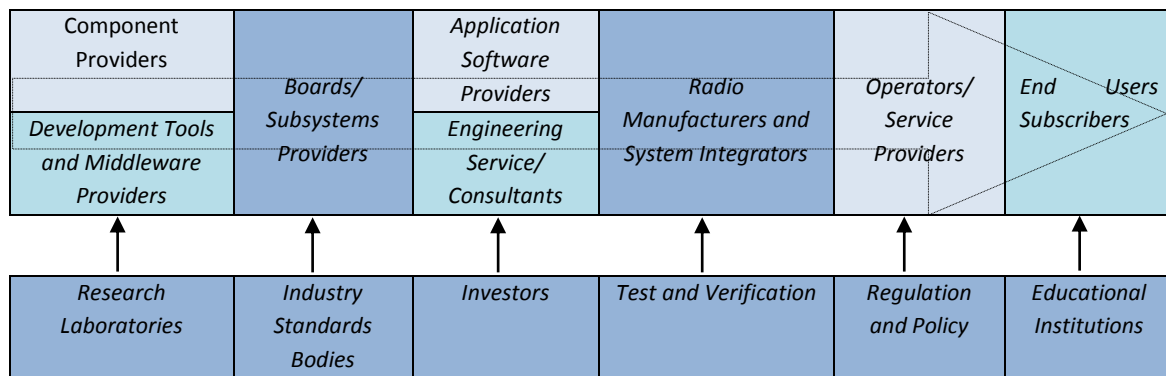 Component
Providers
Development Tools
and Middleware
Providers
Boards/
Subsystems
Providers
Application
Software
Providers
Engineering
Service/
Consultants
Radio
Manufacturers and
System Integrators
Operators/
Service
Providers
End Users
Subscribers
Research
Laboratories
Industry
Standards
Bodies
Investors
Test and Verification
Regulation
and Policy
Educational
Institutions